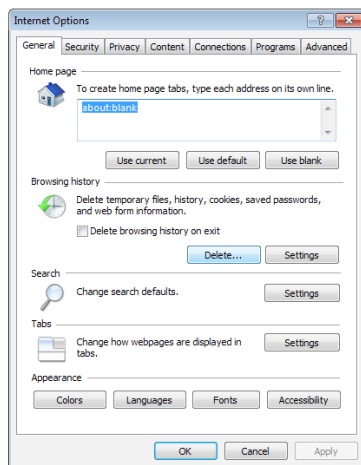 Internet Options
General Security Privacy Content Connections Programs Advanced
Home page
To create home page tabs, type each address on its own line.
about:blank
Use current Use default Use blank
Browsing history
Delete temporary files, history, cookies, saved passwords,
and web form information.
Delete browsing history on exit
Delete... Settings
Search
Change search defaults. Settings
Tabs
Change how webpages are displayed in
tabs. Settings
Appearance
Colors Languages Fonts Accessibility
OK Cancel Apply